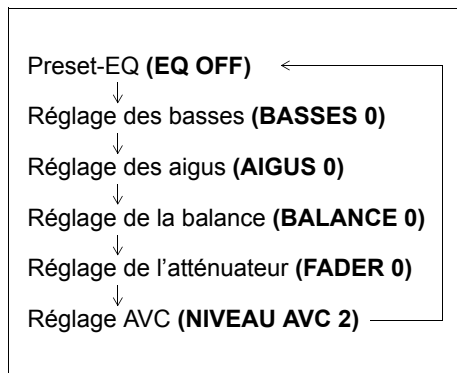 Preset-EQ (EQ OFF)
Réglage des basses (BASSES 0)
Réglage des aigus (AIGUS 0)
Réglage de la balance (BALANCE 0)
Réglage de l’atténuateur (FADER 0)
Réglage AVC (NIVEAU AVC 2)